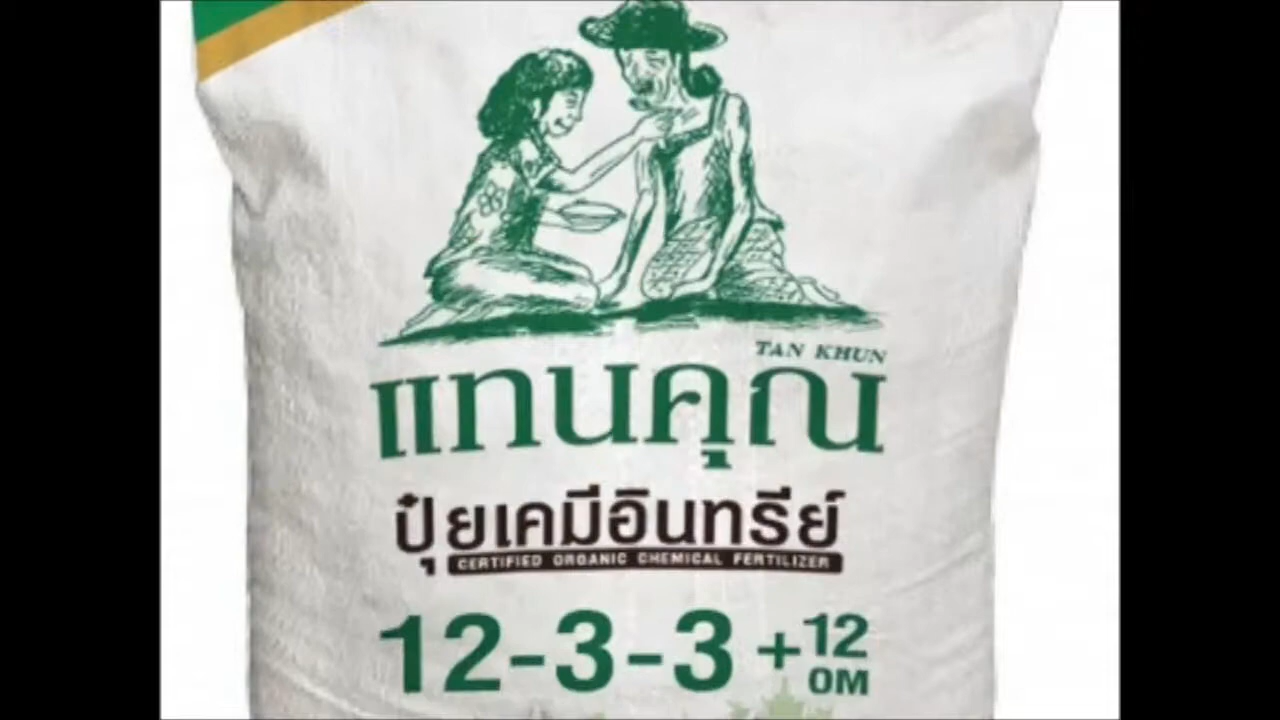 TAN KHUN
แทนคุณ
ปุ๋ยเคมีอินทรีย์
CERTIFIED ORGANIC CHEMICAL FERTILIZER
12-3-3 +12 OM